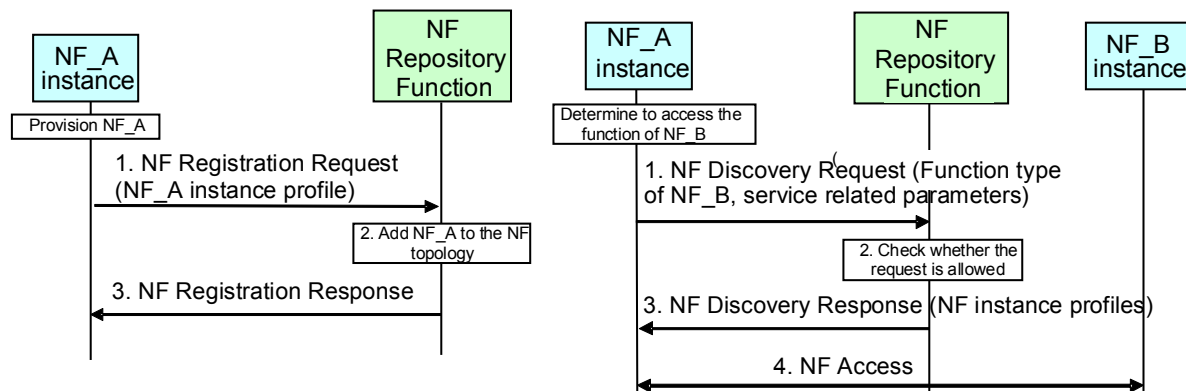 NF_A
instance
NF
Repository
Function
Provision NF_A
1. NF Registration Request
(NF_A instance profile)
2. Add NF_A to the NF
topology
3. NF Registration Response
NF_A
instance
NF
Repository
Function
NF_B
instance
Determine to access the
function of NF_B
1. NF Discovery Request (Function type
of NF_B, service related parameters)
2. Check whether the
request is allowed
3. NF Discovery Response (NF instance profiles)
4. NF Access